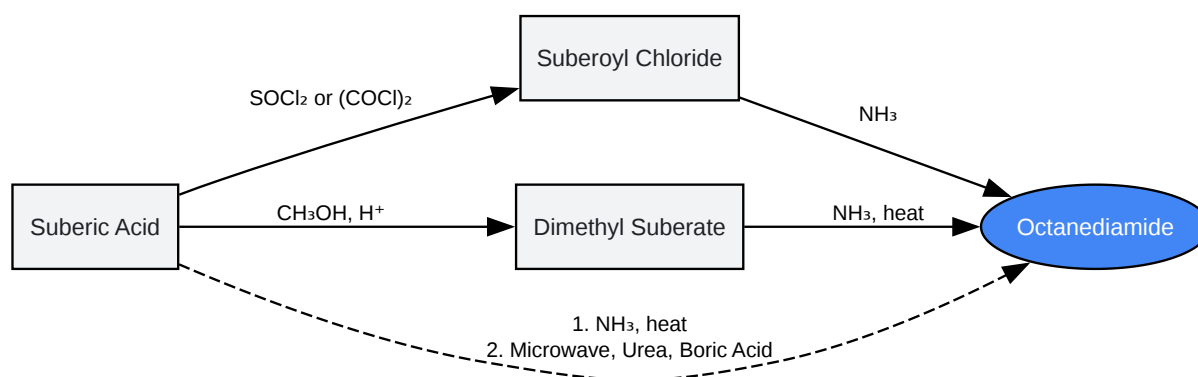 Suberoyl Chloride
SOCl₂ or (COCl)₂
NH₃
Suberic Acid
CH₃OH, H⁺
Dimethyl Suberate
NH₃, heat
Octanediamide
1. NH₃, heat
2. Microwave, Urea, Boric Acid